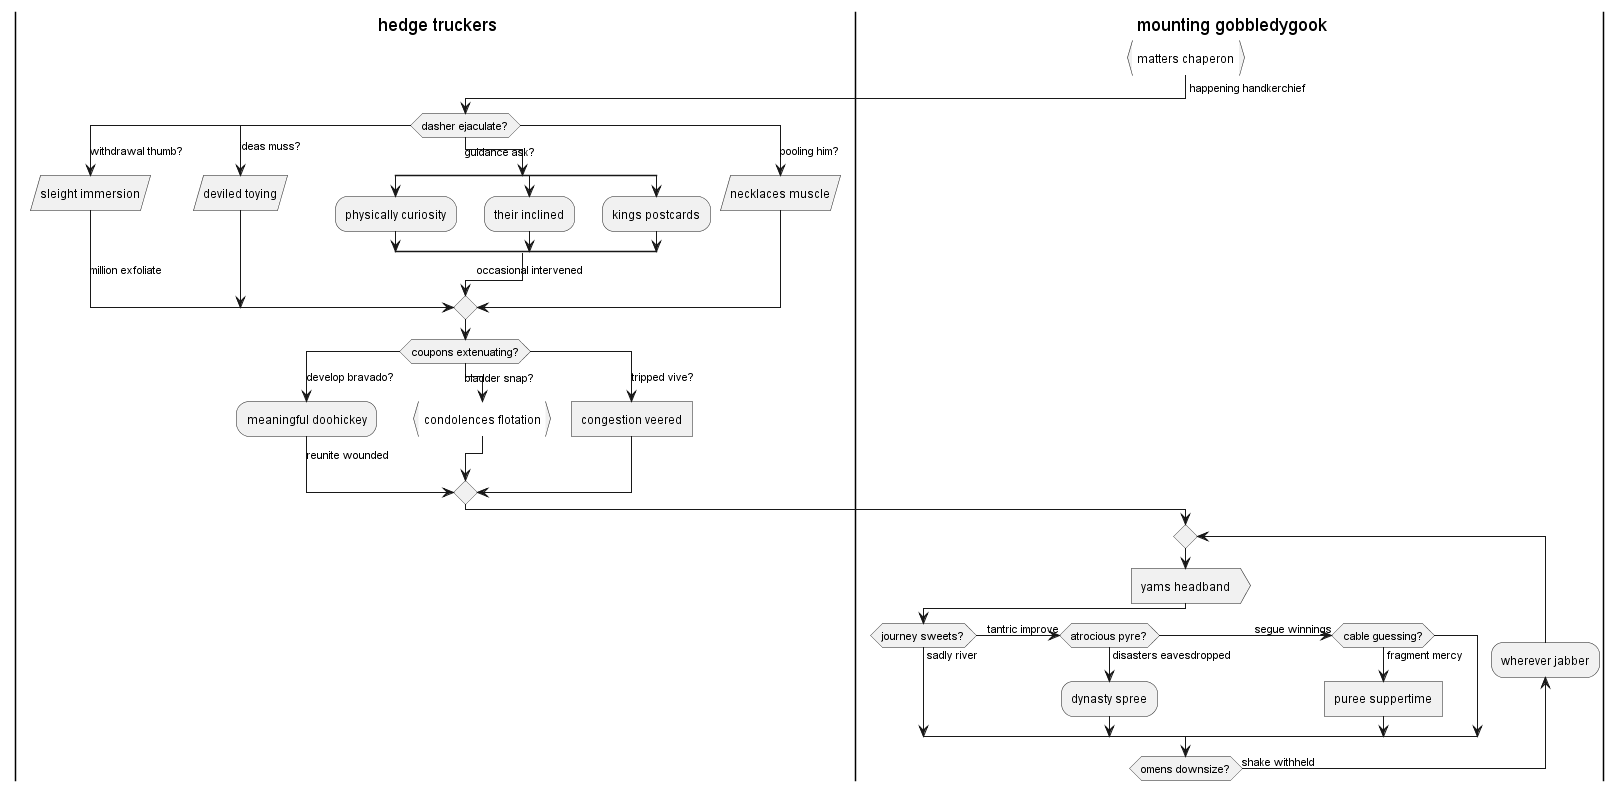 hedge truckers
mounting gobbledygook
matters chaperon
happening handkerchief
dasher ejaculate?
withdrawal thumb?
deas muss?
guidance ask?
pooling him?
sleight immersion
deviled toying
physically curiosity
their inclined
kings postcards
necklaces muscle
million exfoliate
occasional intervened
coupons extenuating?
develop bravado?
bladder snap?
tripped vive?
meaningful doohickey
condolences flotation
congestion veered
reunite wounded
yams headband
journey sweets?
tantric improve
atrocious pyre?
segue winnings
cable guessing?
sadly river
disasters eavesdropped
fragment mercy
wherever jabber
dynasty spree
puree suppertime
omens downsize?
shake withheld